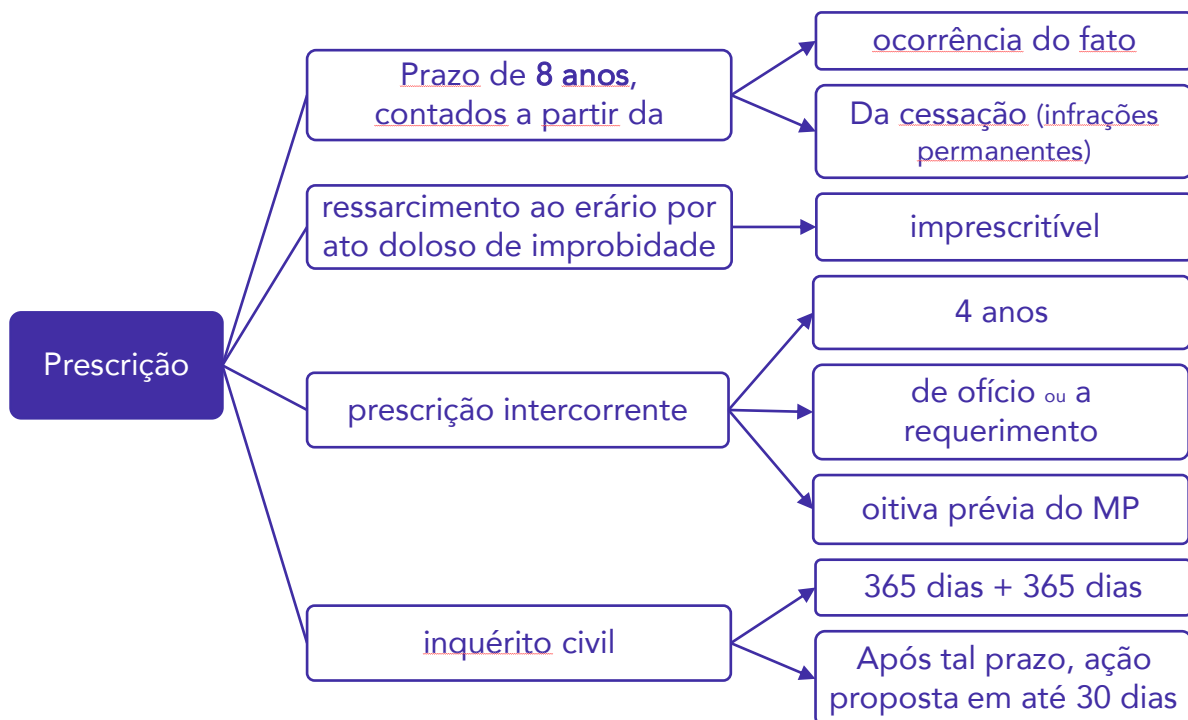 Prescrição
Prazo de 8 anos,
contados a partir da
ocorrência do fato
Da cessação (infrações
permanentes)
ressarcimento ao erário por
ato doloso de improbidade
imprescritível
prescrição intercorrente
4 anos
de ofício ou a
requerimento
oitiva prévia do MP
inquérito civil
365 dias + 365 dias
Após tal prazo, ação
proposta em até 30 dias